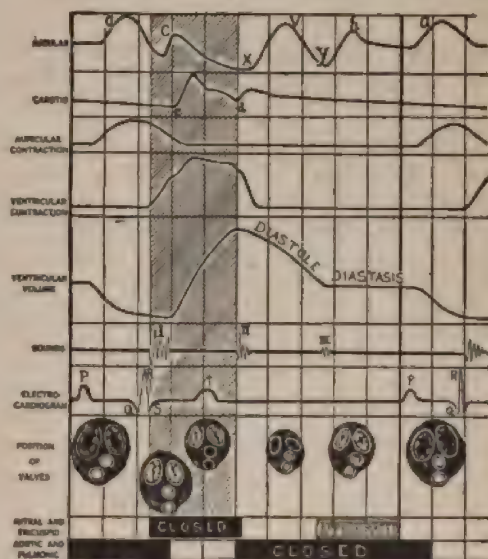 a C X V Y h a
JUGULAR
CAROTID
AURICULAR
CONTRACTION
VENTRICULAR
CONTRACTION
VENTRICULAR
VOLUME
DIASTOLE
DIASTASIS
SOUNDS
II
III
ELECTRO-
CARDIOGRAM
P Q R S T P Q R
POSITION
OF
VALVES
MITRAL AND
TRICUSPID
CLOSED
AORTIC AND
PULMONIC
CLOSED